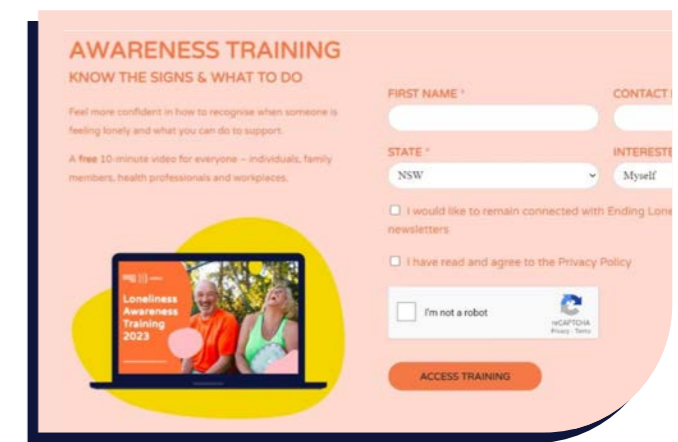 AWARENESS TRAINING
KNOW THE SIGNS & WHAT TO DO
Feel more confident in how to recognise when someone is
feeling lonely and what you can do to support.
A free 10-minute video for everyone – individuals, family
members, health professionals and workplaces.
Loneliness
Awareness
Training
2023
FIRST NAME *
CONTACT
STATE *
INTERESTE
NSW
Myself
I would like to remain connected with Ending Lone
newsletters
I have read and agree to the Privacy Policy
I'm not a robot
reCAPTCHA
Privacy - Terms
ACCESS TRAINING